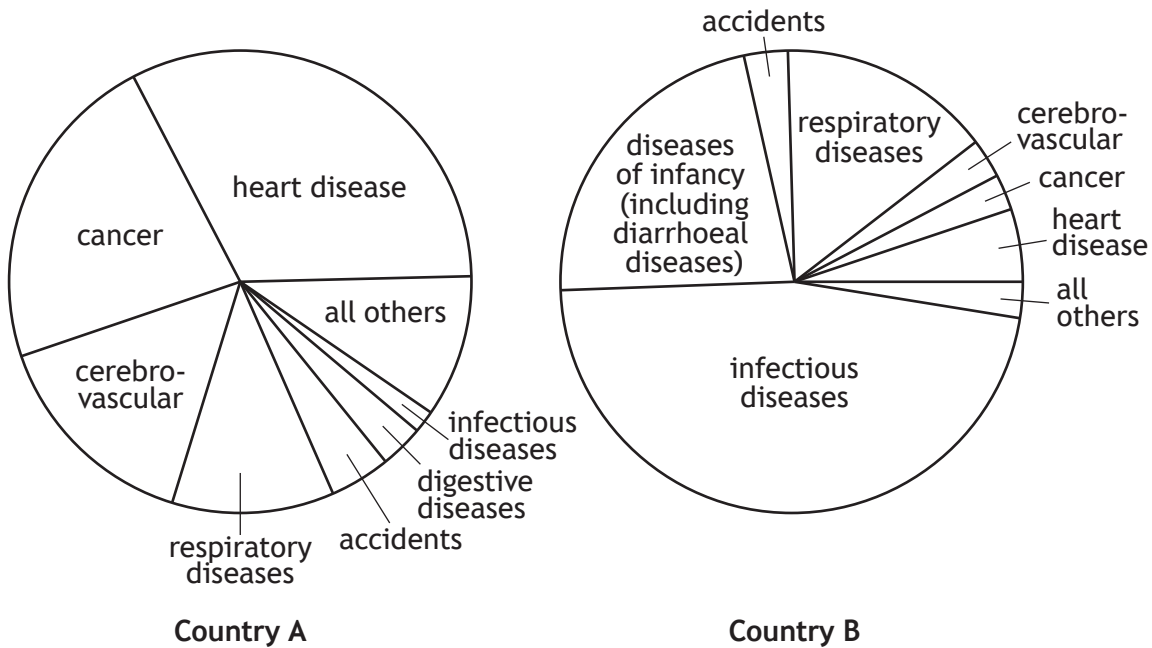 heart disease
cancer
all others
cerebro-
vascular
infectious
diseases
digestive
diseases
accidents
respiratory
diseases
Country A
accidents
respiratory
diseases
cerebro-
vascular
cancer
heart
disease
all
others
diseases
of infancy
(including
diarrhoeal
diseases)
infectious
diseases
Country B